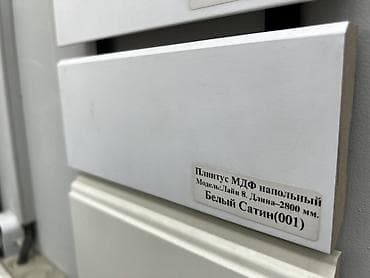 Плинтус МДФ напольный
Модель:Лайн 8. Длина–2800 мм.
Белый Сатин(001)